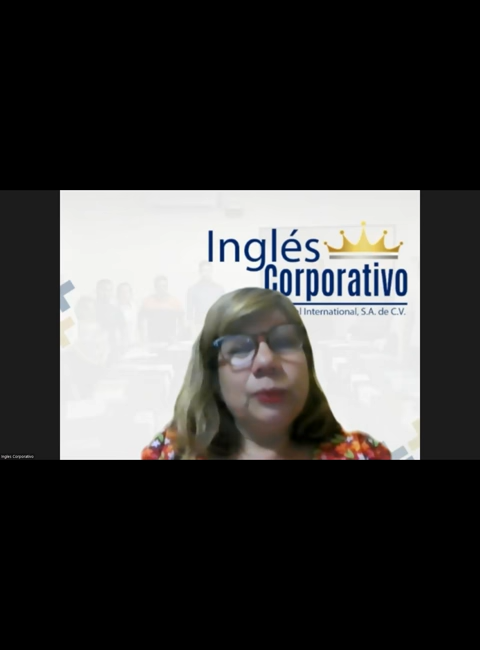 Inglés
Corporativo
l International, S.A. de C.V.
Ingles Corporativo